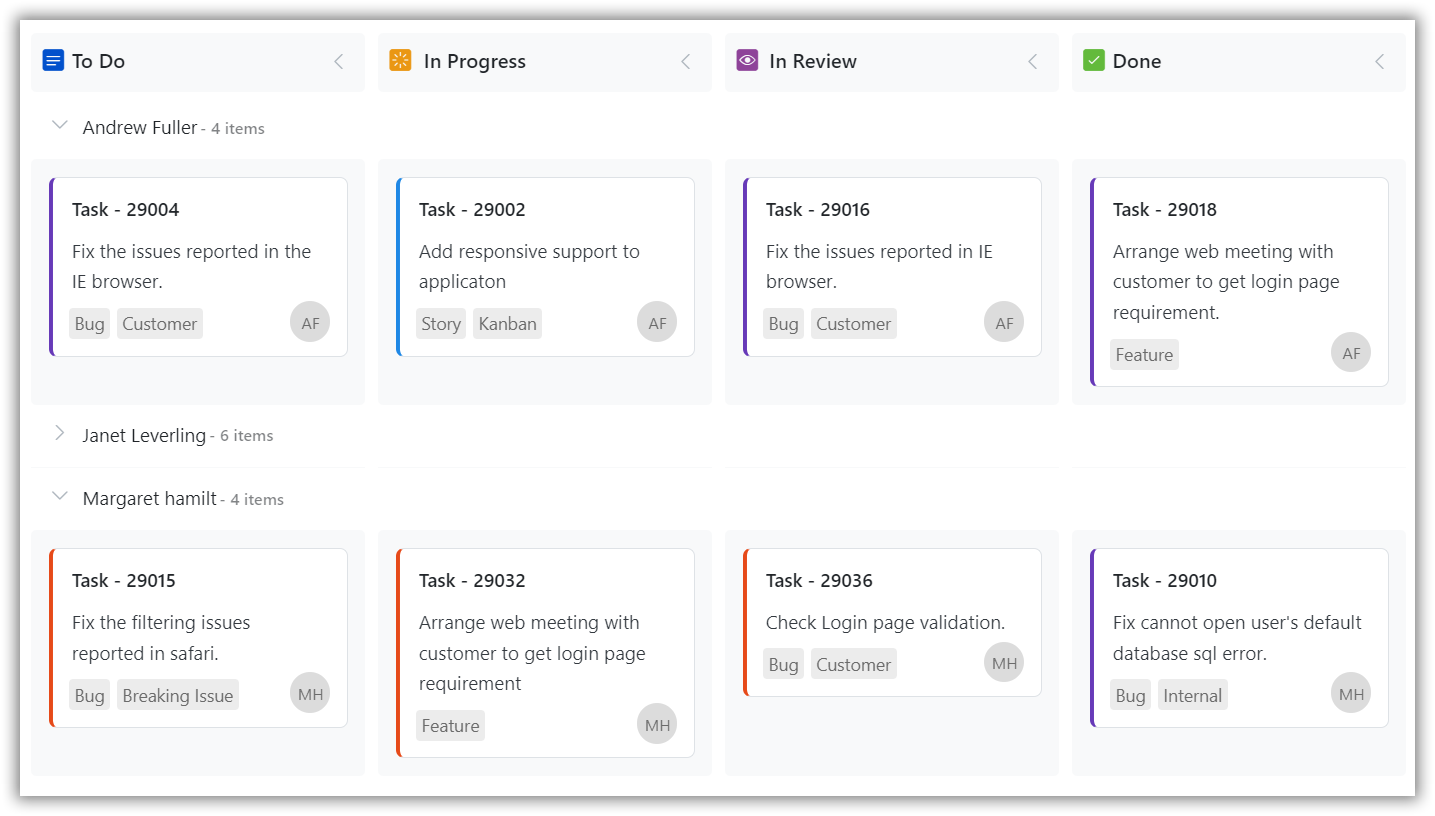 To Do
In Progress
In Review
Done
Andrew Fuller - 4 items
Task - 29004
Fix the issues reported in the
IE browser.
Bug Customer AF
Task - 29002
Add responsive support to
applicaton
Story Kanban AF
Task - 29016
Fix the issues reported in IE
browser.
Bug Customer AF
Task - 29018
Arrange web meeting with
customer to get login page
requirement.
Feature AF
Janet Leverling - 6 items
Margaret hamilt - 4 items
Task - 29015
Fix the filtering issues
reported in safari.
Bug Breaking Issue MH
Task - 29032
Arrange web meeting with
customer to get login page
requirement
Feature MH
Task - 29036
Check Login page validation.
Bug Customer MH
Task - 29010
Fix cannot open user's default
database sql error.
Bug Internal MH